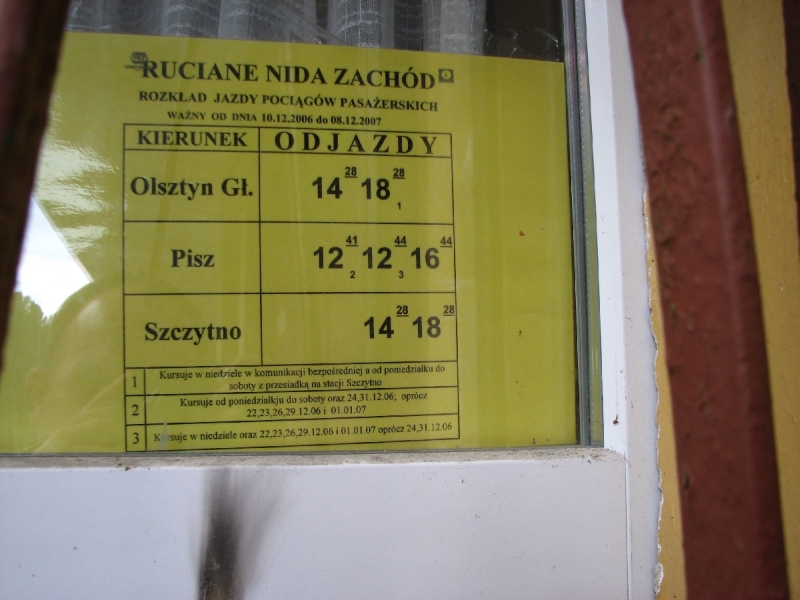 RUCIANE NIDA ZACHÓD
ROZKŁAD JAZDY POCIĄGÓW PASAŻERSKICH
WAŻNY OD DNIA 10.12.2006 do 08.12.2007
KIERUNEK ODJAZDY
Olsztyn Gł. 14 28 18 28 1
Pisz 12 41 2 12 44 3 16 44
Szczytno 14 28 18 28
1 Kursuje w niedziele w komunikacji bezpośredniej a od poniedziałku do
soboty z przesiadką na stacji Szczytno
2 Kursuje od poniedziałkju do soboty oraz 24,31.12.06; oprócz
22,23,26,29.12.06 i 01.01.07
3 Kursuje w niedziele oraz 22,23,26,29.12.06 i 01.01.07 oprócz 24,31.12.06